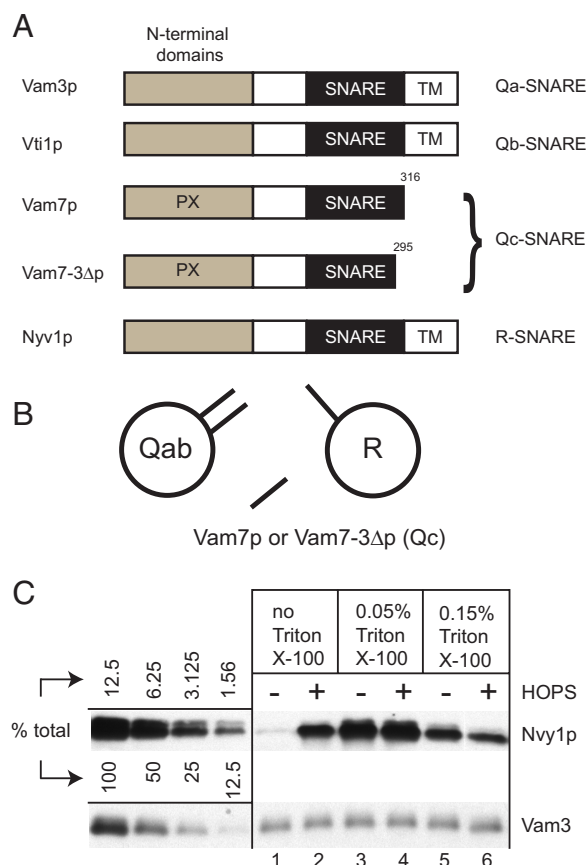 A
N-terminal
domains
Vam3p SNARE TM Qa-SNARE
Vti1p SNARE TM Qb-SNARE
316
Vam7p PX SNARE
Qc-SNARE
295
Vam7-3Δp PX SNARE
Nyv1p SNARE TM R-SNARE
B
Qab R
Vam7p or Vam7-3Δp (Qc)
C
no Triton X-100
0.05% Triton X-100
0.15% Triton X-100
12.5 6.25 3.125 1.56
- + - + - + HOPS
% total
Nvy1p
100 50 25 12.5
Vam3
1 2 3 4 5 6